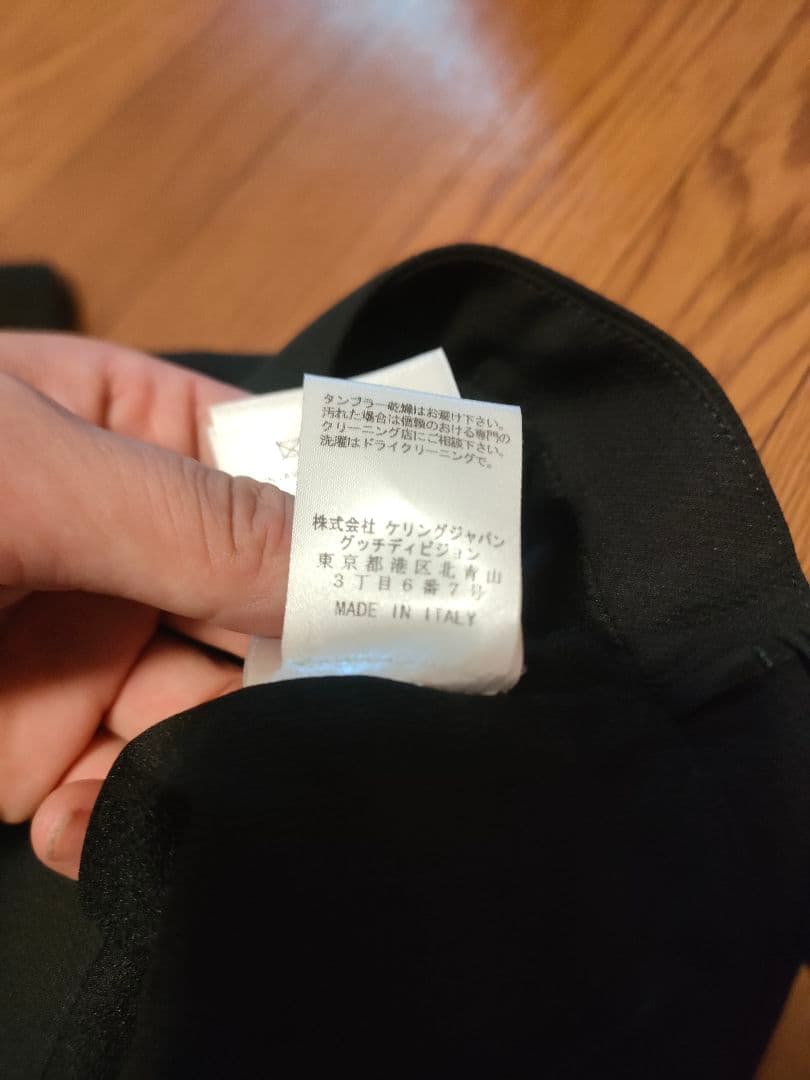 タンブラー乾燥はお避け下さい。
汚れた場合は信頼のおける専門の
クリーニング店にご相談下さい。
洗濯はドライクリーニングで。
株式会社 ケリングジャパン
グッチディビジョン
東京都港区北青山
3丁目6番7号
MADE IN ITALY